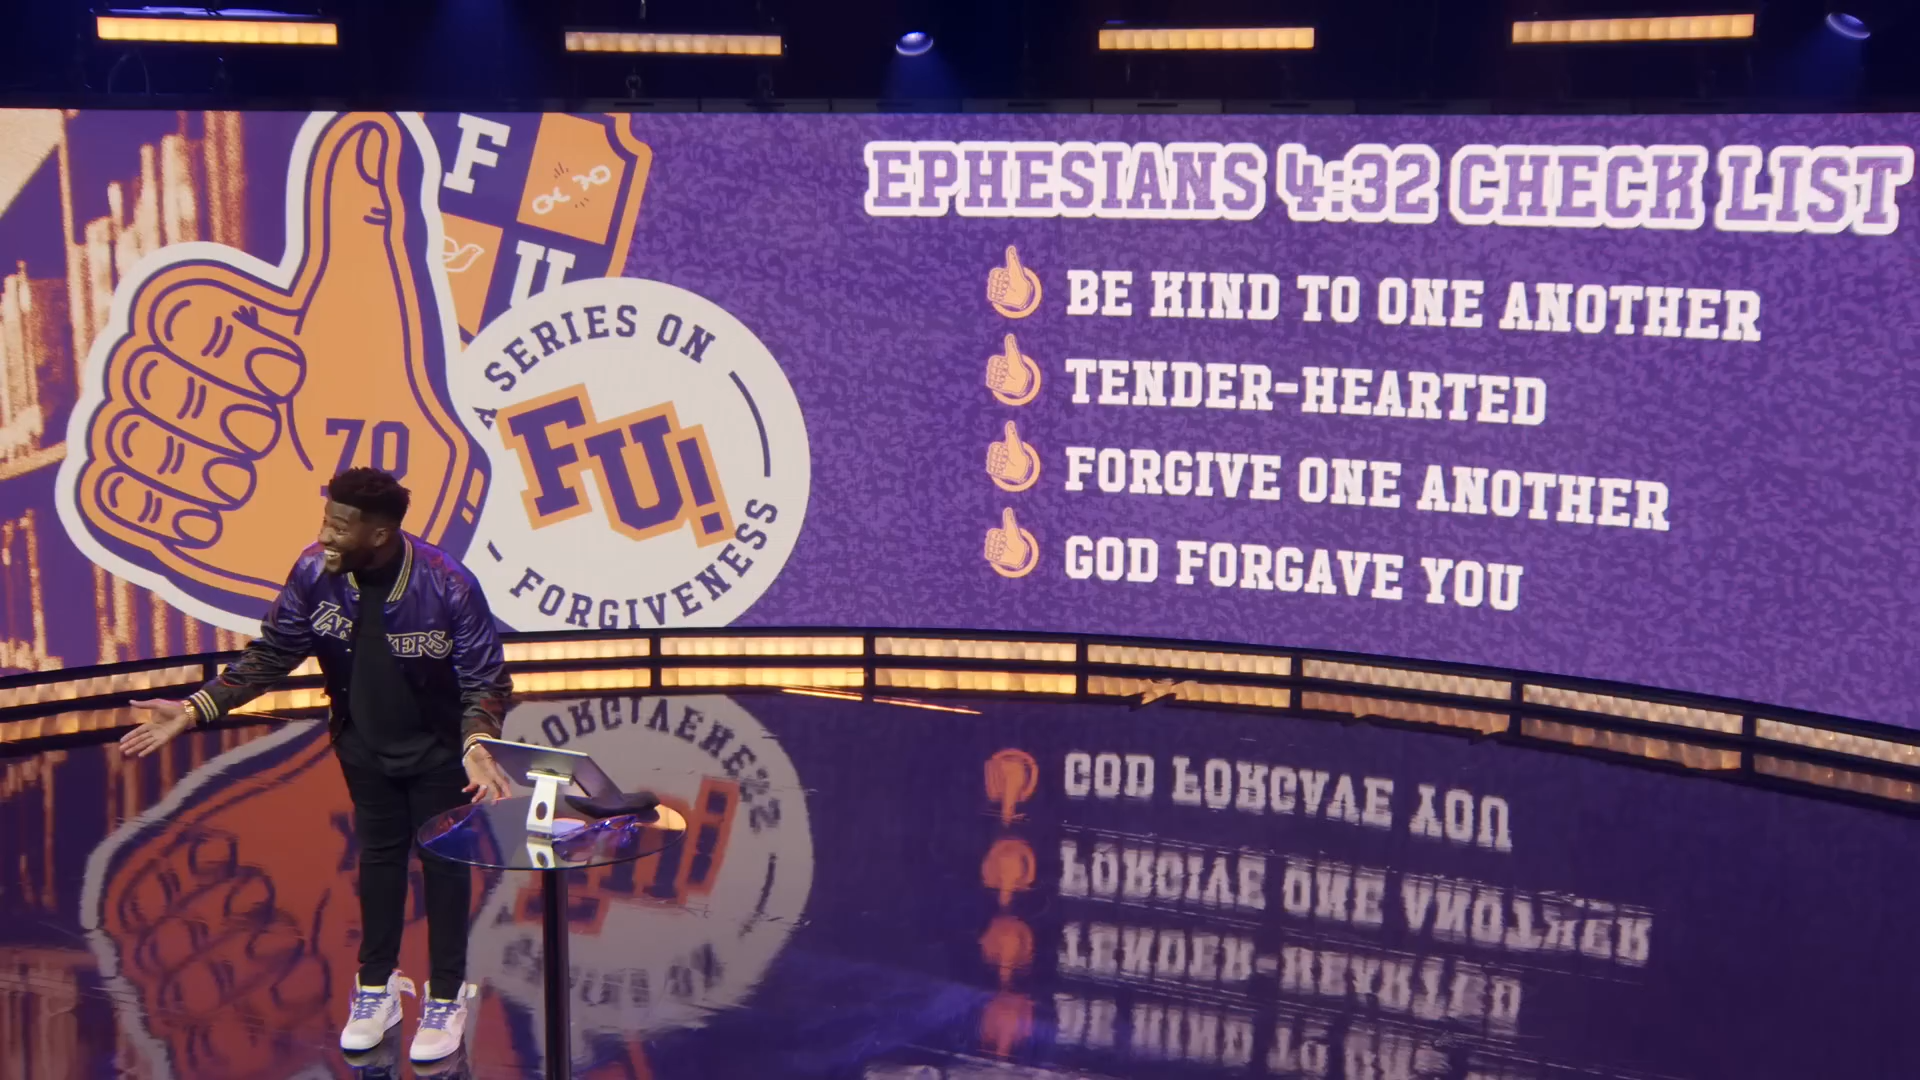 F
U
70
A SERIES ON
FU!
FORGIVENESS
EPHESIANS 4:32 CHECK LIST
BE KIND TO ONE ANOTHER
TENDER-HEARTED
FORGIVE ONE ANOTHER
GOD FORGAVE YOU
LAKERS